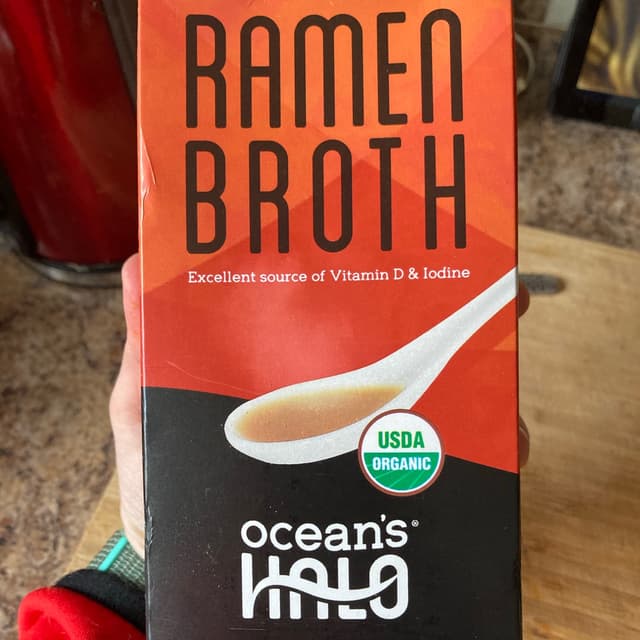 RAMEN
BROTH
Excellent source of Vitamin D & Iodine
USDA
ORGANIC
ocean's®
HALO